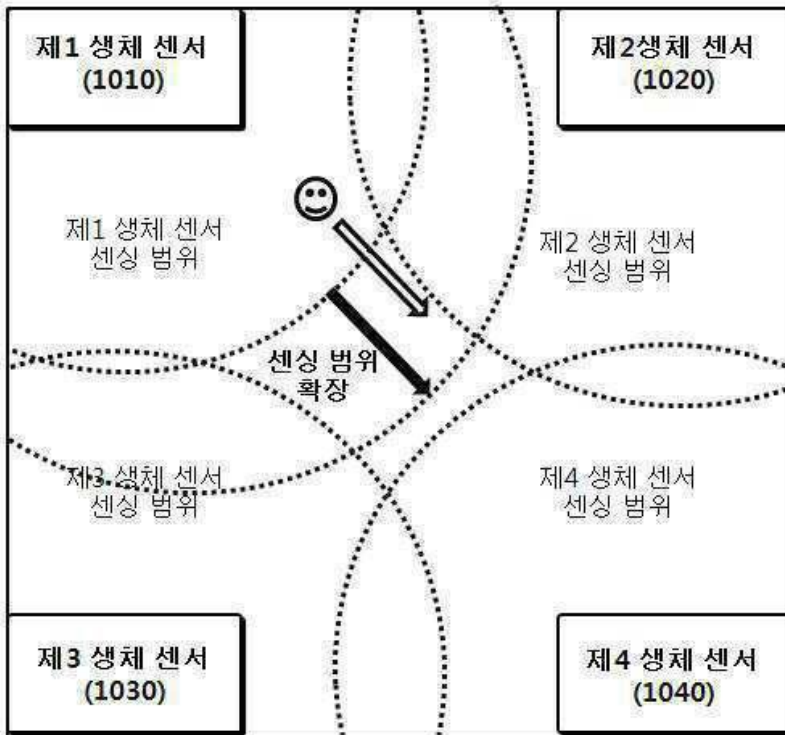 제1 생체 센서
(1010)
제2생체 센서
(1020)
제1 생체 센서
센싱 범위
제2 생체 센서
센싱 범위
센싱 범위
확장
제3 생체 센서
센싱 범위
제4 생체 센서
센싱 범위
제3 생체 센서
(1030)
제4 생체 센서
(1040)